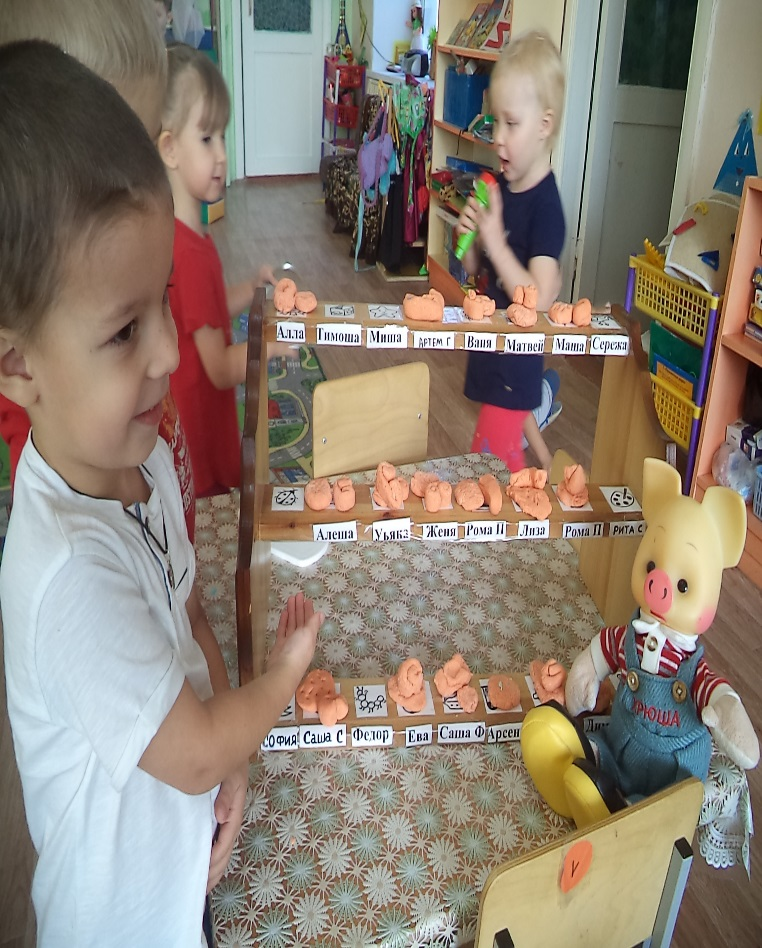 Алла Тимоша Миша АРТЕМ Г Ваня Матвей Маша Сережа
Алеша Ульяна Женя Рома П Лиза Рома П РИТА С
СОФИЯ Саша С Федор Ева Саша Ф Арсен
ХРЮША